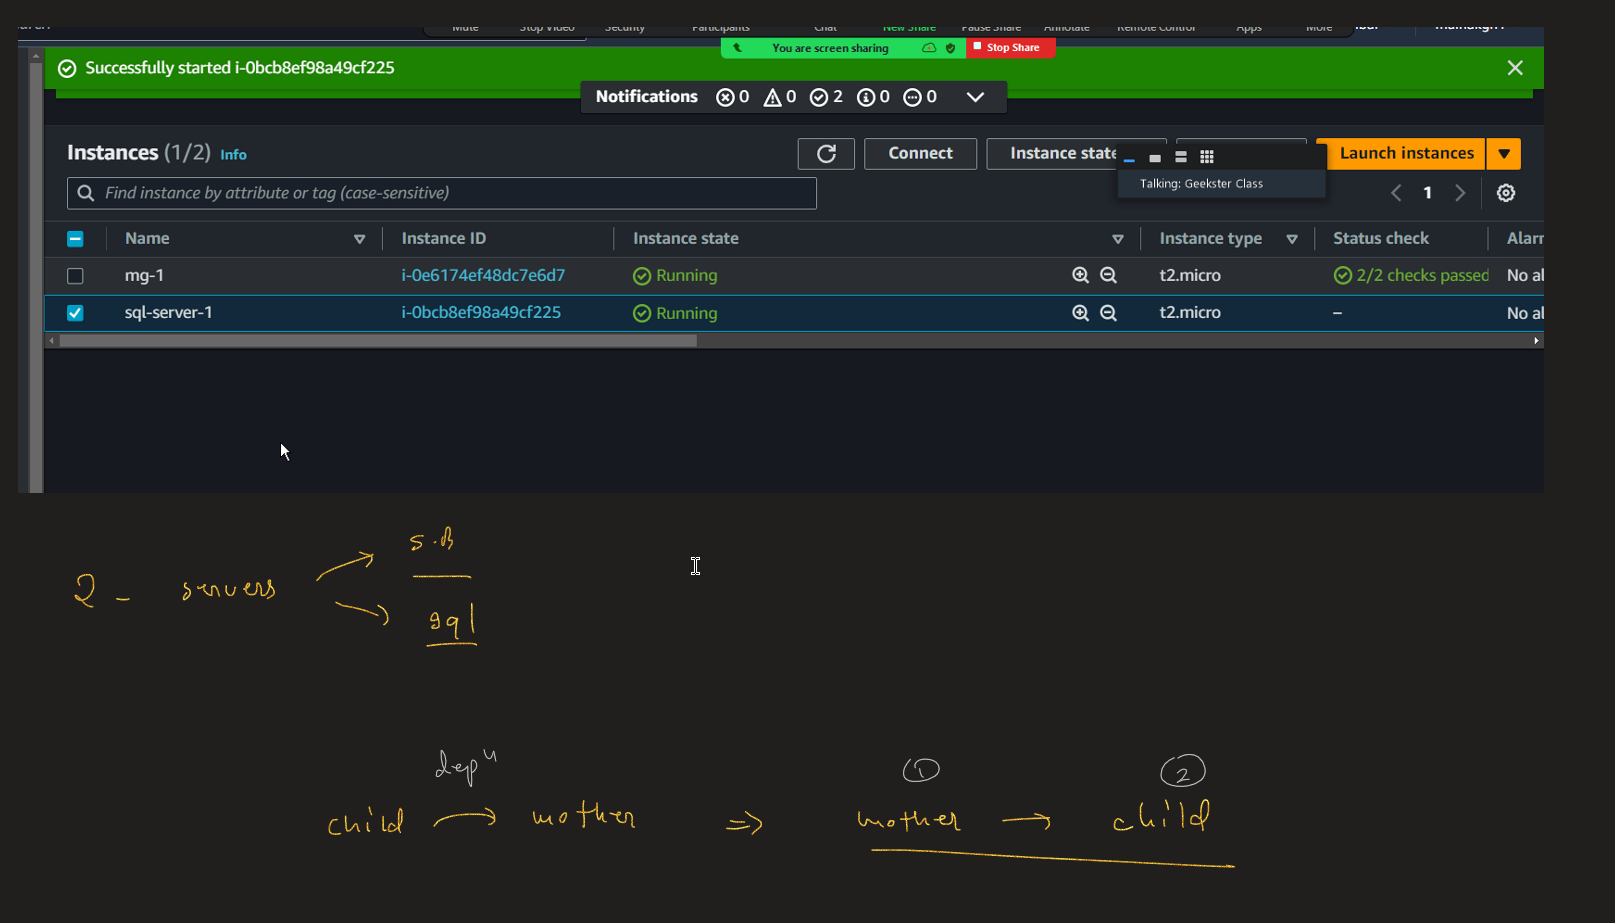 Mute Stop Video Security Participants Chat New Share Pause Share Annotate Remote Control Apps More
You are screen sharing Stop Share
Successfully started i-0bcb8ef98a49cf225
Notifications 0 0 2 0 0
Instances (1/2) Info Connect Instance state Launch instances
Talking: Geekster Class
Find instance by attribute or tag (case-sensitive) 1
Name Instance ID Instance state Instance type Status check Alarm
mg-1 i-0e6174ef48dc7e6d7 Running t2.micro 2/2 checks passed No al
sql-server-1 i-0bcb8ef98a49cf225 Running t2.micro – No al
s.B
2 - servers
sql
dep" 1 2
child → mother => mother → child